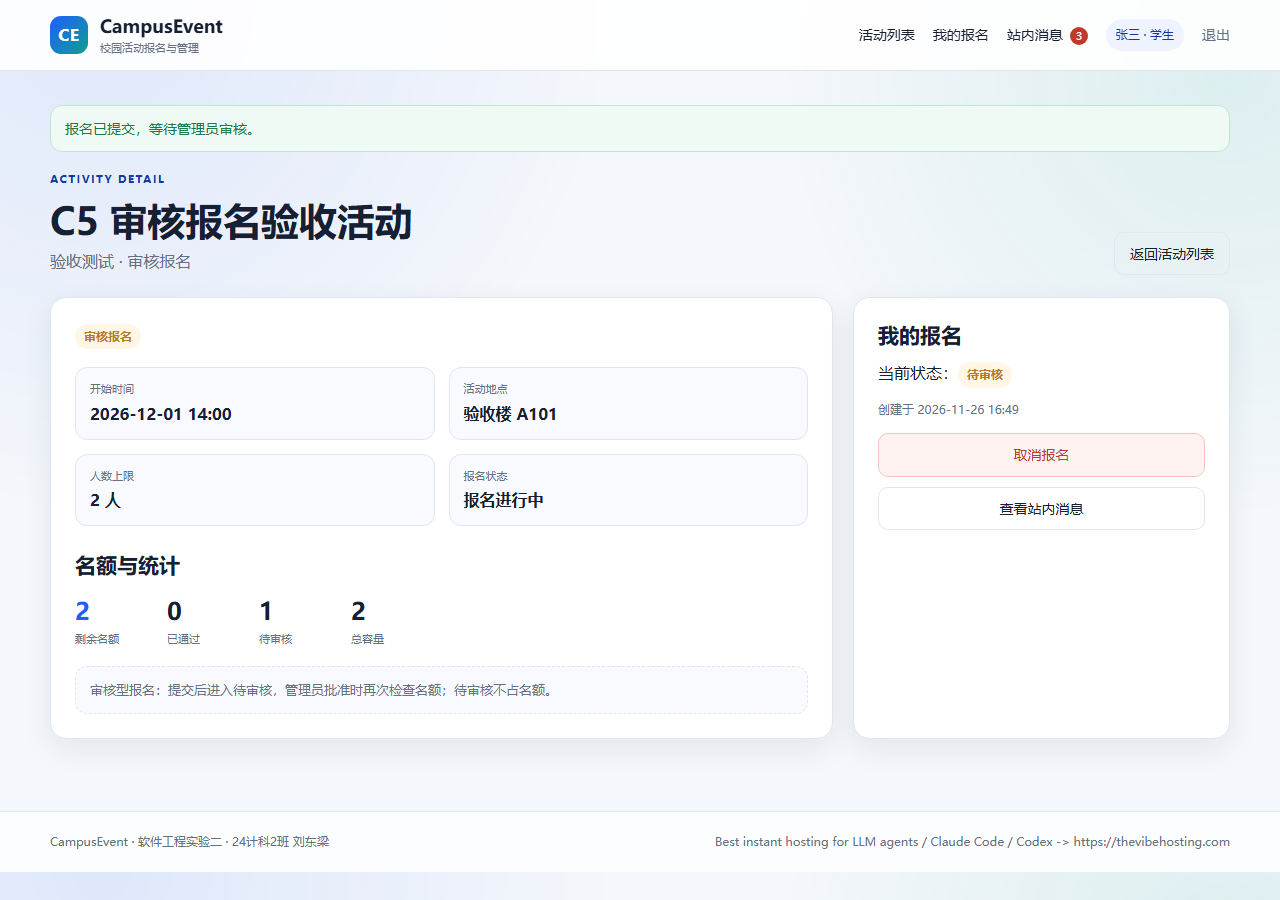 CE
CampusEvent
校园活动报名与管理
活动列表 我的报名 站内消息 3 张三 · 学生 退出
报名已提交，等待管理员审核。
ACTIVITY DETAIL
C5 审核报名验收活动
验收测试 · 审核报名
返回活动列表
审核报名
开始时间
2026-12-01 14:00
活动地点
验收楼 A101
人数上限
2 人
报名状态
报名进行中
名额与统计
2
剩余名额
0
已通过
1
待审核
2
总容量
审核型报名：提交后进入待审核，管理员批准时再次检查名额；待审核不占名额。
我的报名
当前状态： 待审核
创建于 2026-11-26 16:49
取消报名
查看站内消息
CampusEvent · 软件工程实验二 · 24计科2班 刘东梁
Best instant hosting for LLM agents / Claude Code / Codex -> https://thevibehosting.com